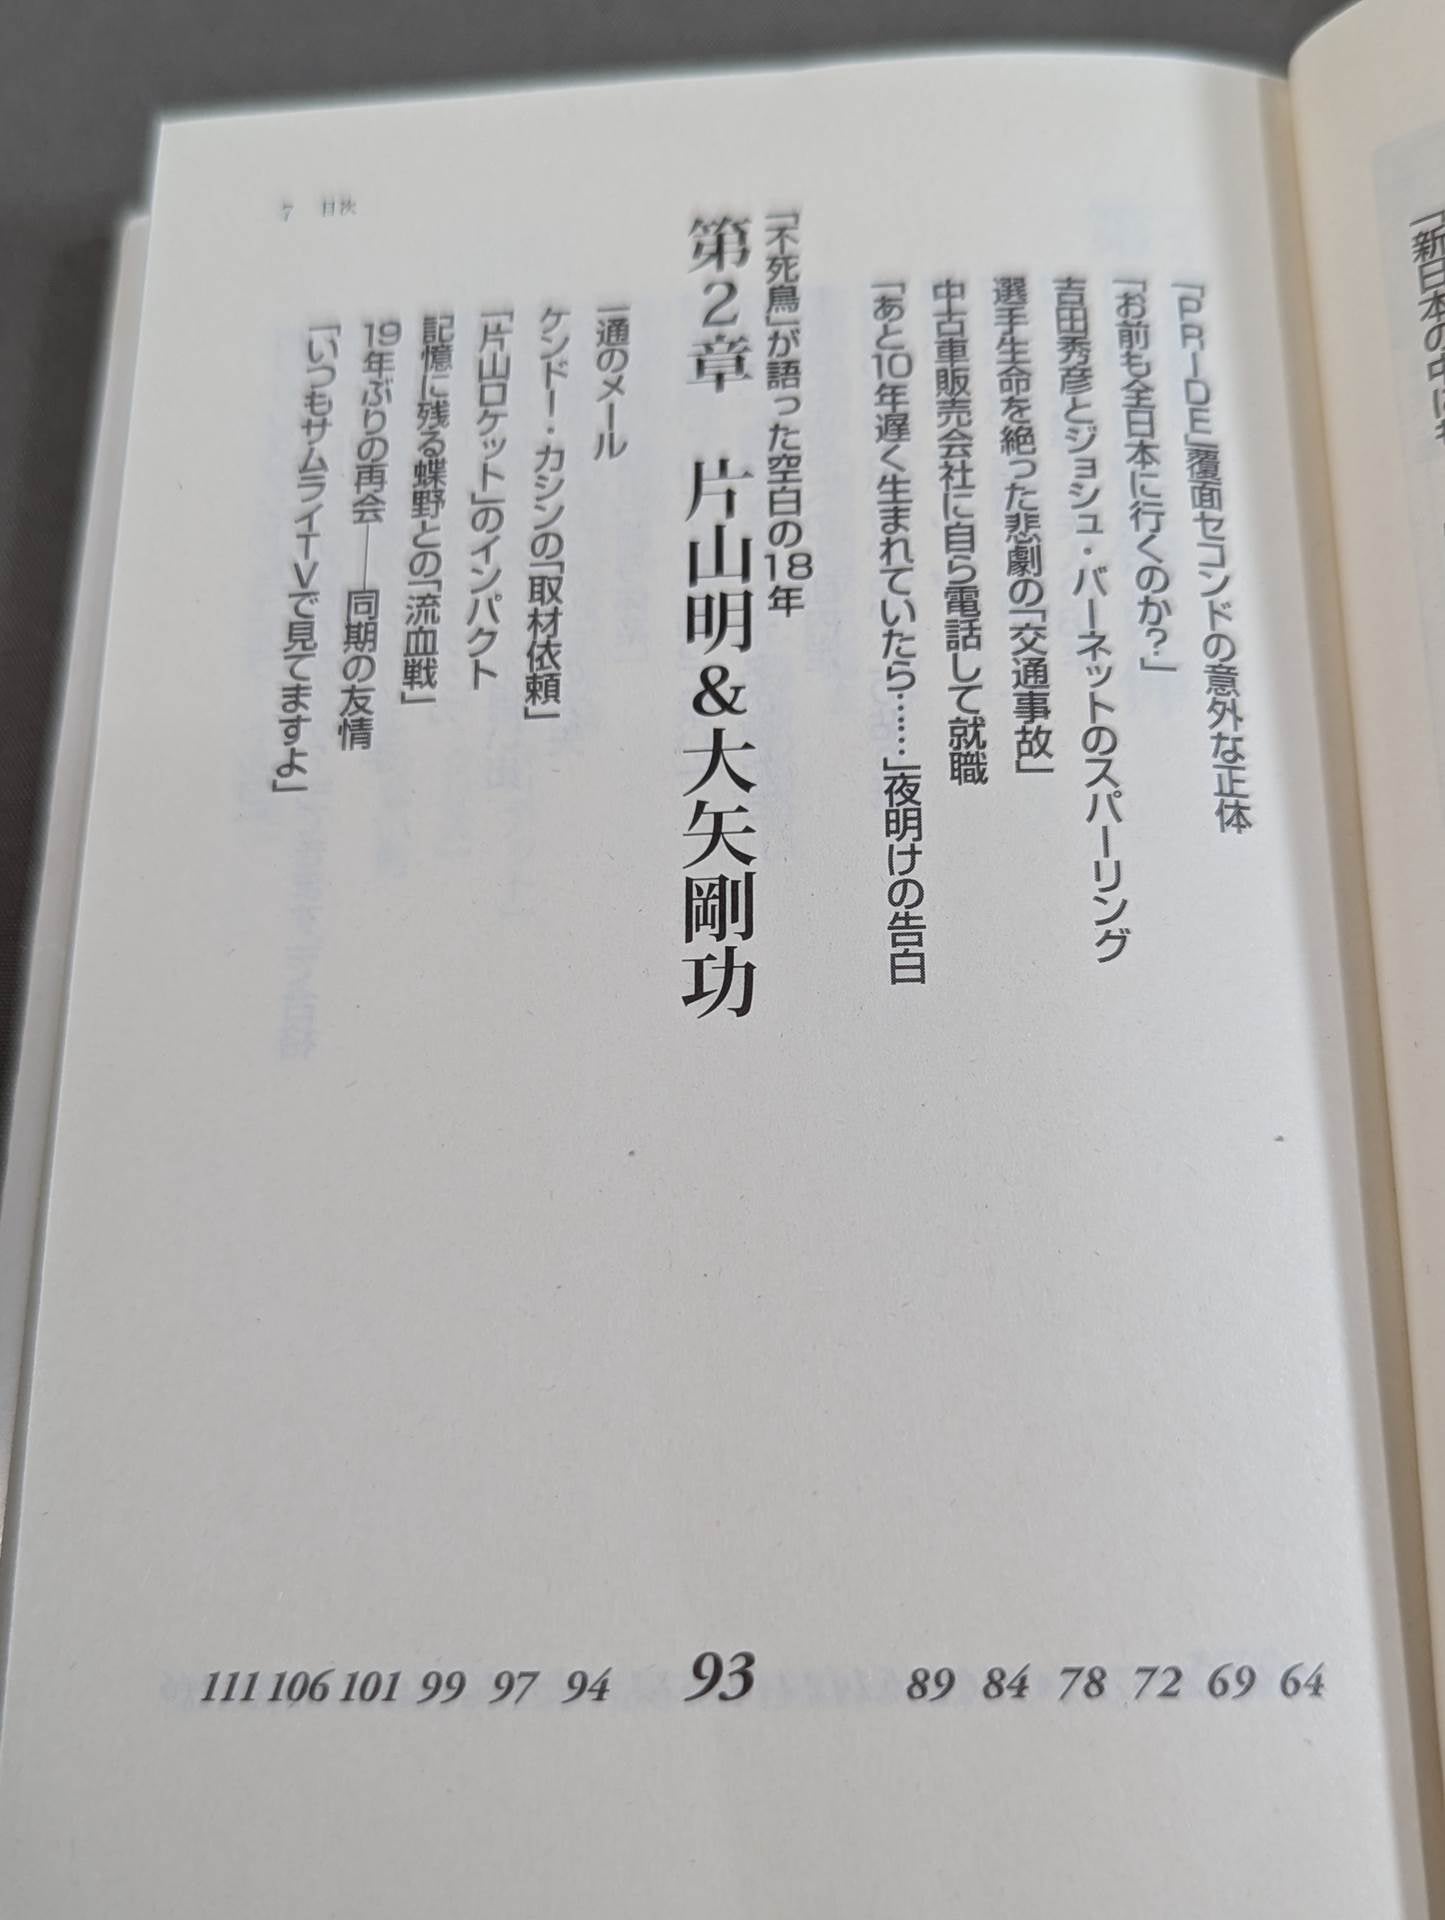 「新日本の中に
「PRIDE」覆面セコンドの意外な正体
64
「お前も全日本に行くのか？」
69
吉田秀彦とジョシュ・バーネットのスパーリング
72
選手生命を絶った悲劇の「交通事故」
78
中古車販売会社に自ら電話して就職
84
「あと10年遅く生まれていたら……」夜明けの告白
89
「不死鳥」が語った空白の18年
第2章 片山明＆大矢剛功
93
一通のメール
94
ケンドー・カシンの「取材依頼」
97
「片山ロケット」のインパクト
99
記憶に残る蝶野との「流血戦」
101
19年ぶりの再会――同期の友情
106
「いつもサムライTVで見てますよ」
111
7 目次